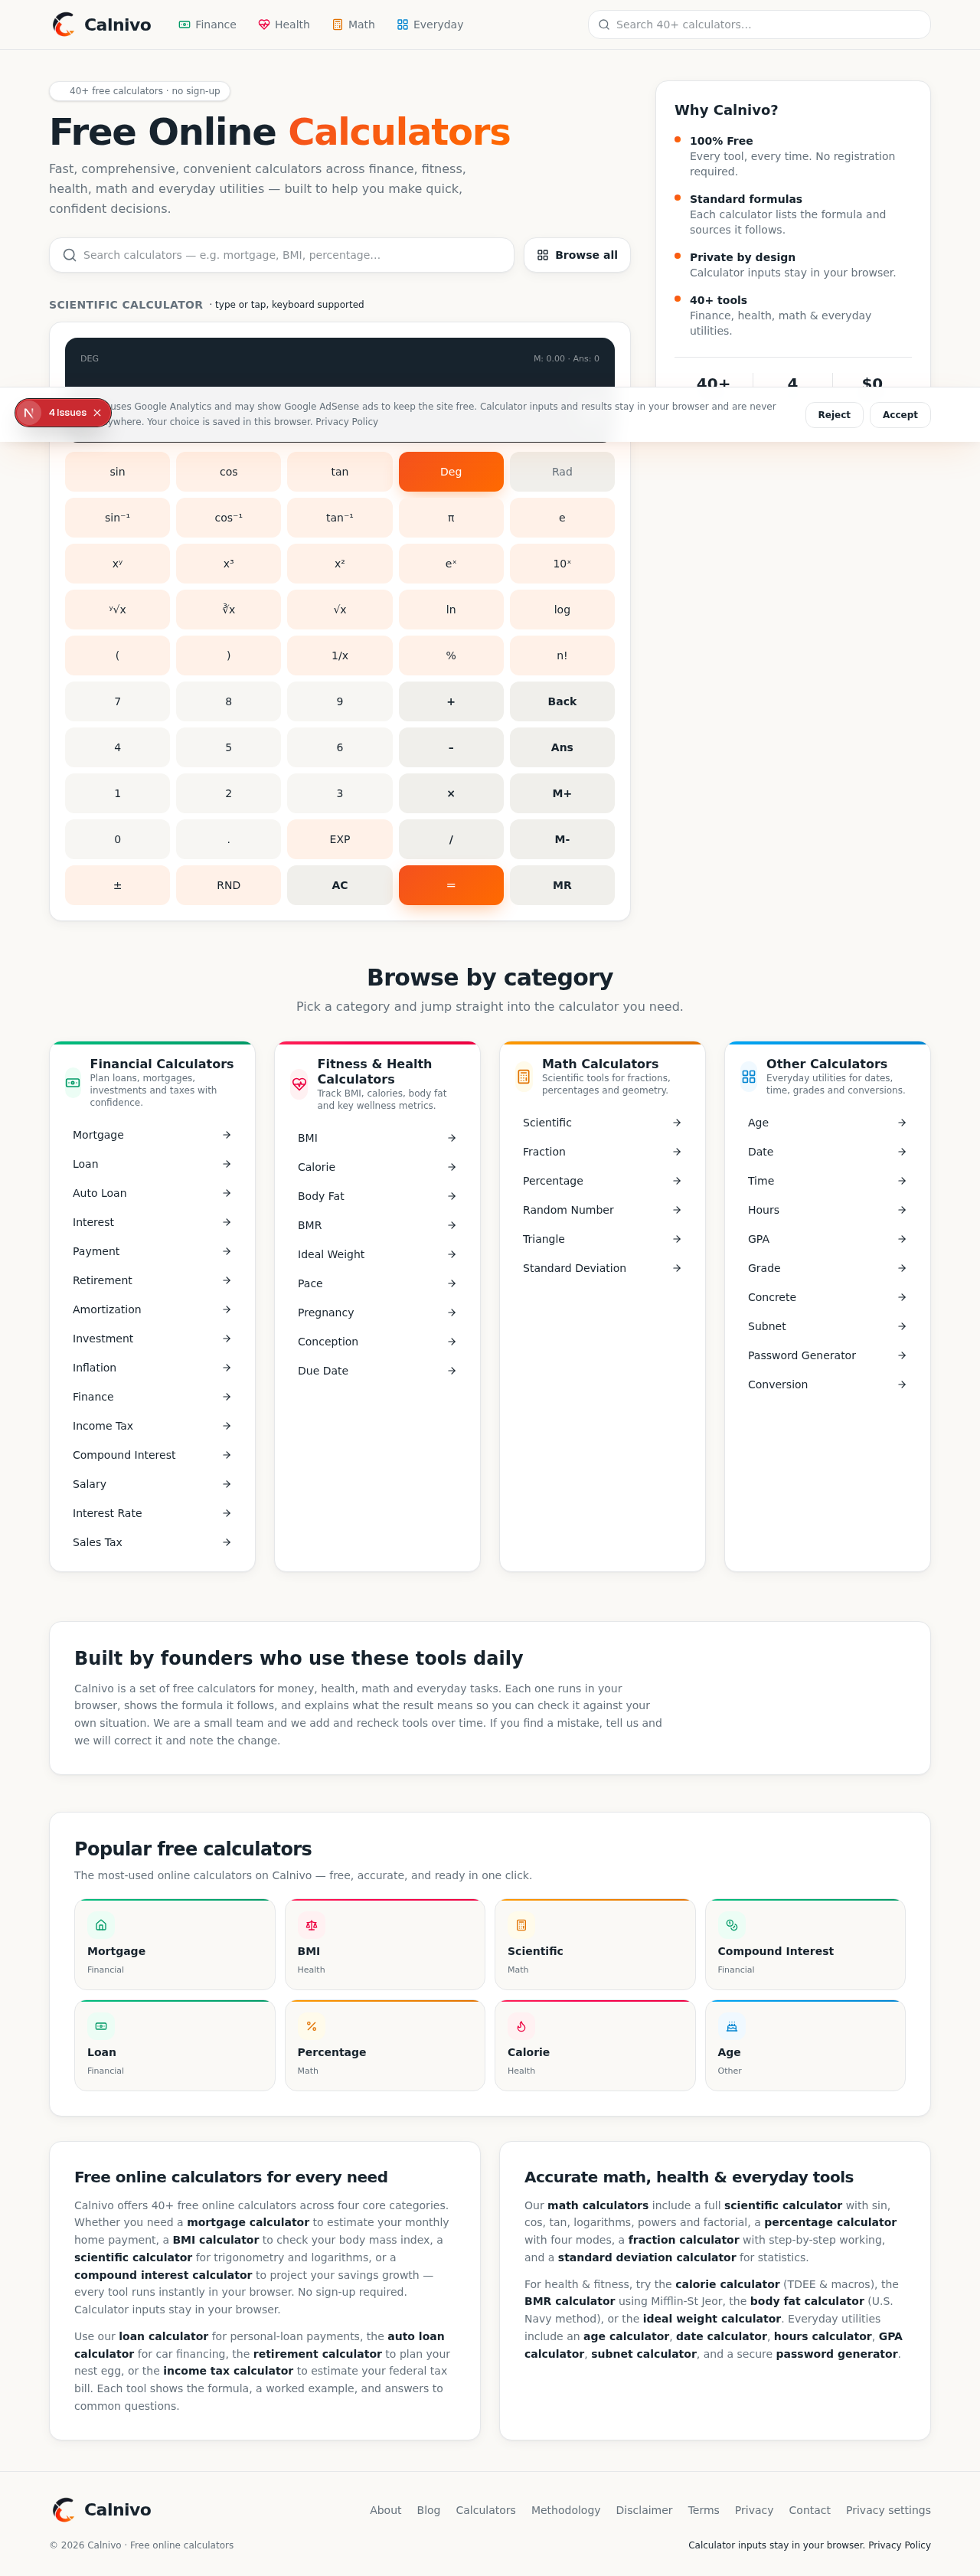 Calnivo
Finance
Health
Math
Everyday
Search 40+ calculators...
40+ free calculators · no sign-up
Free Online Calculators
Fast, comprehensive, convenient calculators across finance, fitness,
health, math and everyday utilities — built to help you make quick,
confident decisions.
Search calculators — e.g. mortgage, BMI, percentage...
Browse all
SCIENTIFIC CALCULATOR · type or tap, keyboard supported
DEG
M: 0.00 · Ans: 0
Why Calnivo?
100% Free
Every tool, every time. No registration
required.
Standard formulas
Each calculator lists the formula and
sources it follows.
Private by design
Calculator inputs stay in your browser.
40+ tools
Finance, health, math & everyday
utilities.
40+ 4 $0
N 4 Issues
uses Google Analytics and may show Google AdSense ads to keep the site free. Calculator inputs and results stay in your browser and are never
Your choice is saved in this browser. Privacy Policy
Reject
Accept
sin cos tan Deg Rad
sin⁻¹ cos⁻¹ tan⁻¹ π e
xʸ x³ x² eˣ 10ˣ
ʸ√x ∛x √x ln log
( ) 1/x % n!
7 8 9 + Back
4 5 6 – Ans
1 2 3 × M+
0 . EXP / M-
± RND AC = MR
Browse by category
Pick a category and jump straight into the calculator you need.
Financial Calculators
Plan loans, mortgages,
investments and taxes with
confidence.
Mortgage
Loan
Auto Loan
Interest
Payment
Retirement
Amortization
Investment
Inflation
Finance
Income Tax
Compound Interest
Salary
Interest Rate
Sales Tax
Fitness & Health
Calculators
Track BMI, calories, body fat
and key wellness metrics.
BMI
Calorie
Body Fat
BMR
Ideal Weight
Pace
Pregnancy
Conception
Due Date
Math Calculators
Scientific tools for fractions,
percentages and geometry.
Scientific
Fraction
Percentage
Random Number
Triangle
Standard Deviation
Other Calculators
Everyday utilities for dates,
time, grades and conversions.
Age
Date
Time
Hours
GPA
Grade
Concrete
Subnet
Password Generator
Conversion
Built by founders who use these tools daily
Calnivo is a set of free calculators for money, health, math and everyday tasks. Each one runs in your
browser, shows the formula it follows, and explains what the result means so you can check it against your
own situation. We are a small team and we add and recheck tools over time. If you find a mistake, tell us and
we will correct it and note the change.
Popular free calculators
The most-used online calculators on Calnivo — free, accurate, and ready in one click.
Mortgage
Financial
BMI
Health
Scientific
Math
Compound Interest
Financial
Loan
Financial
Percentage
Math
Calorie
Health
Age
Other
Free online calculators for every need
Calnivo offers 40+ free online calculators across four core categories.
Whether you need a mortgage calculator to estimate your monthly
home payment, a BMI calculator to check your body mass index, a
scientific calculator for trigonometry and logarithms, or a
compound interest calculator to project your savings growth —
every tool runs instantly in your browser. No sign-up required.
Calculator inputs stay in your browser.
Use our loan calculator for personal-loan payments, the auto loan
calculator for car financing, the retirement calculator to plan your
nest egg, or the income tax calculator to estimate your federal tax
bill. Each tool shows the formula, a worked example, and answers to
common questions.
Accurate math, health & everyday tools
Our math calculators include a full scientific calculator with sin,
cos, tan, logarithms, powers and factorial, a percentage calculator
with four modes, a fraction calculator with step-by-step working,
and a standard deviation calculator for statistics.
For health & fitness, try the calorie calculator (TDEE & macros), the
BMR calculator using Mifflin-St Jeor, the body fat calculator (U.S.
Navy method), or the ideal weight calculator. Everyday utilities
include an age calculator, date calculator, hours calculator, GPA
calculator, subnet calculator, and a secure password generator.
Calnivo
About Blog Calculators Methodology Disclaimer Terms Privacy Contact Privacy settings
© 2026 Calnivo · Free online calculators
Calculator inputs stay in your browser. Privacy Policy